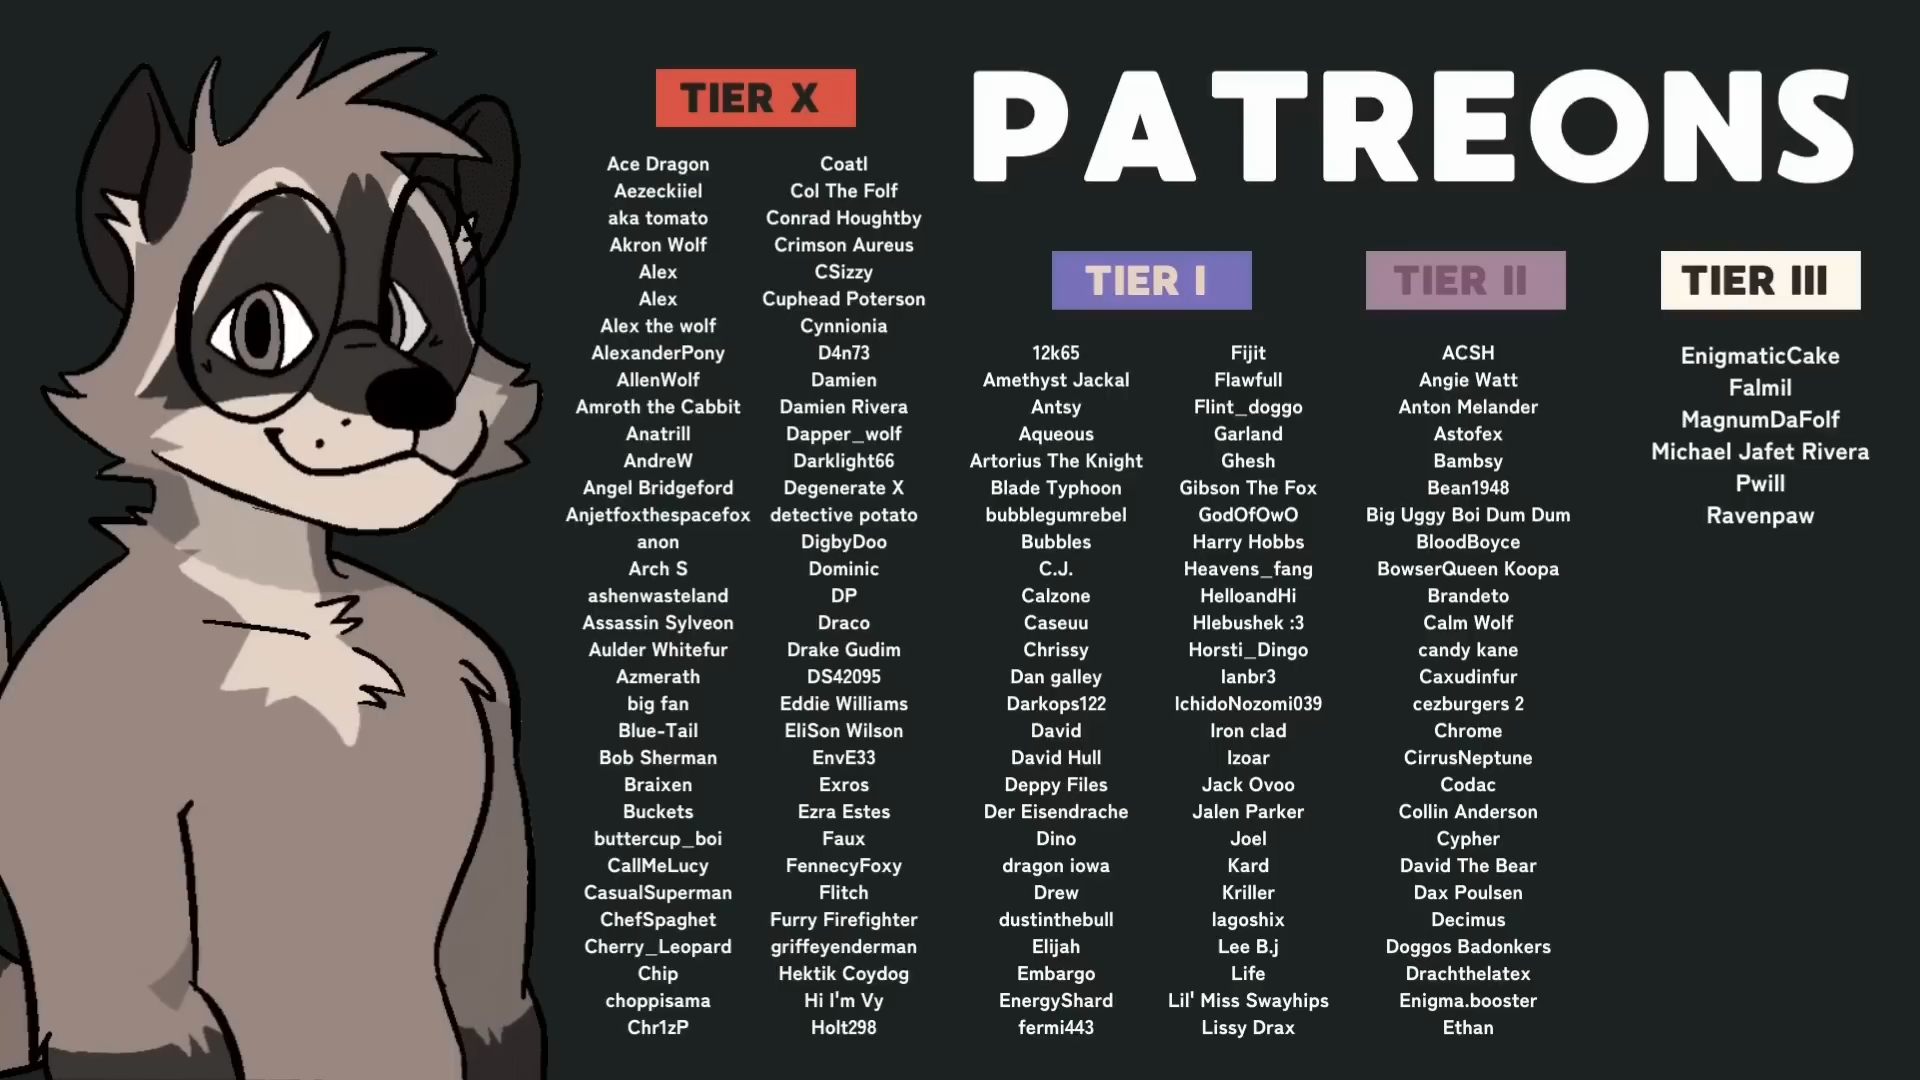 PATREONS
TIER X
Ace Dragon
Aezeckiiel
aka tomato
Akron Wolf
Alex
Alex
Alex the wolf
AlexanderPony
AllenWolf
Amroth the Cabbit
Anatrill
AndreW
Angel Bridgeford
Anjetfoxthespacefox
anon
Arch S
ashenwasteland
Assassin Sylveon
Aulder Whitefur
Azmerath
big fan
Blue-Tail
Bob Sherman
Braixen
Buckets
buttercup_boi
CallMeLucy
CasualSuperman
ChefSpaghet
Cherry_Leopard
Chip
choppisama
Chr1zP
Coatl
Col The Folf
Conrad Houghtby
Crimson Aureus
CSizzy
Cuphead Poterson
Cynnionia
D4n73
Damien
Damien Rivera
Dapper_wolf
Darklight66
Degenerate X
detective potato
DigbyDoo
Dominic
DP
Draco
Drake Gudim
DS42095
Eddie Williams
EliSon Wilson
EnvE33
Exros
Ezra Estes
Faux
FennecyFoxy
Flitch
Furry Firefighter
griffeyenderman
Hektik Coydog
Hi I'm Vy
Holt298
TIER I
12k65
Amethyst Jackal
Antsy
Aqueous
Artorius The Knight
Blade Typhoon
bubblegumrebel
Bubbles
C.J.
Calzone
Caseuu
Chrissy
Dan galley
Darkops122
David
David Hull
Deppy Files
Der Eisendrache
Dino
dragon iowa
Drew
dustinthebull
Elijah
Embargo
EnergyShard
fermi443
Fijit
Flawfull
Flint_doggo
Garland
Ghesh
Gibson The Fox
GodOfOwO
Harry Hobbs
Heavens_fang
HelloandHi
Hlebushek :3
Horsti_Dingo
Ianbr3
IchidoNozomi039
Iron clad
Izoar
Jack Ovoo
Jalen Parker
Joel
Kard
Kriller
lagoshix
Lee B.j
Life
Lil' Miss Swayhips
Lissy Drax
TIER II
ACSH
Angie Watt
Anton Melander
Astofex
Bambsy
Bean1948
Big Uggy Boi Dum Dum
BloodBoyce
BowserQueen Koopa
Brandeto
Calm Wolf
candy kane
Caxudinfur
cezburgers 2
Chrome
CirrusNeptune
Codac
Collin Anderson
Cypher
David The Bear
Dax Poulsen
Decimus
Doggos Badonkers
Drachthelatex
Enigma.booster
Ethan
TIER III
EnigmaticCake
Falmil
MagnumDaFolf
Michael Jafet Rivera
Pwill
Ravenpaw